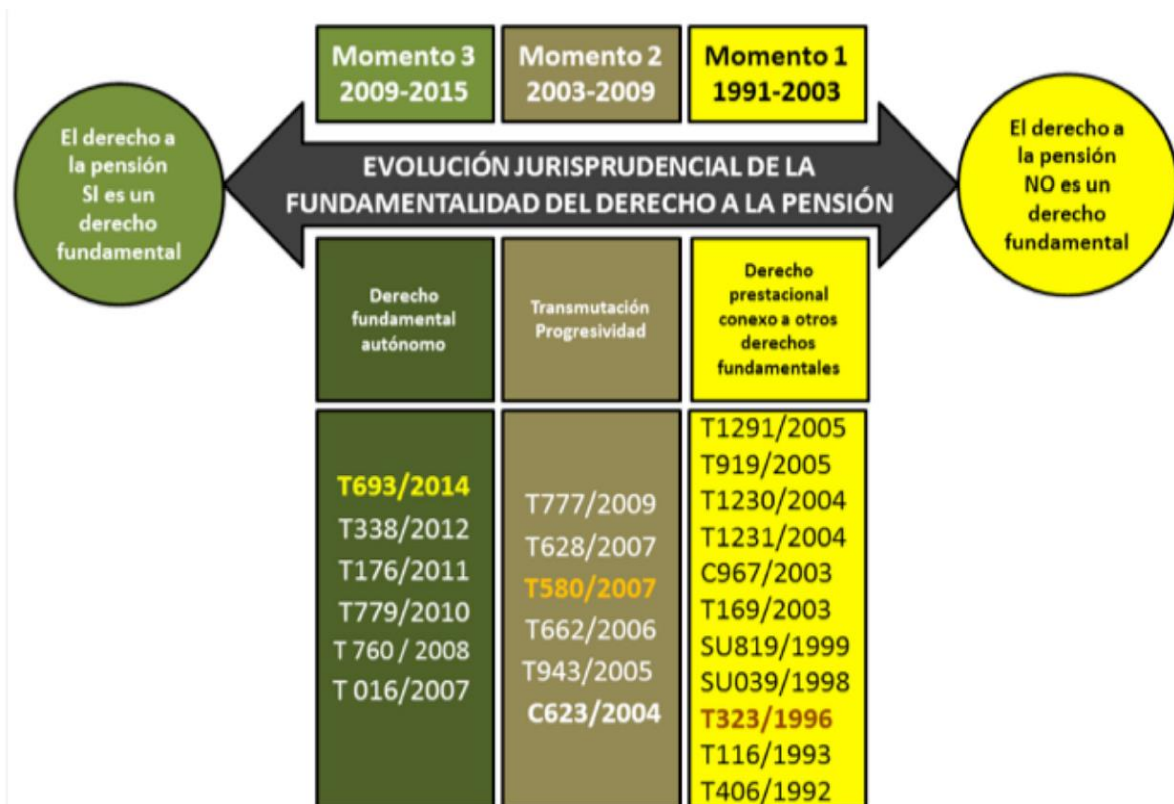 Momento 3
2009-2015
Momento 2
2003-2009
Momento 1
1991-2003
El derecho a
la pensión
SI es un
derecho
fundamental
EVOLUCIÓN JURISPRUDENCIAL DE LA
FUNDAMENTALIDAD DEL DERECHO A LA PENSIÓN
El derecho a
la pensión
NO es un
derecho
fundamental
Derecho
fundamental
autónomo
Transmutación
Progresividad
Derecho
prestacional
conexo a otros
derechos
fundamentales
T693/2014
T338/2012
T176/2011
T779/2010
T 760 / 2008
T 016/2007
T777/2009
T628/2007
T580/2007
T662/2006
T943/2005
C623/2004
T1291/2005
T919/2005
T1230/2004
T1231/2004
C967/2003
T169/2003
SU819/1999
SU039/1998
T323/1996
T116/1993
T406/1992